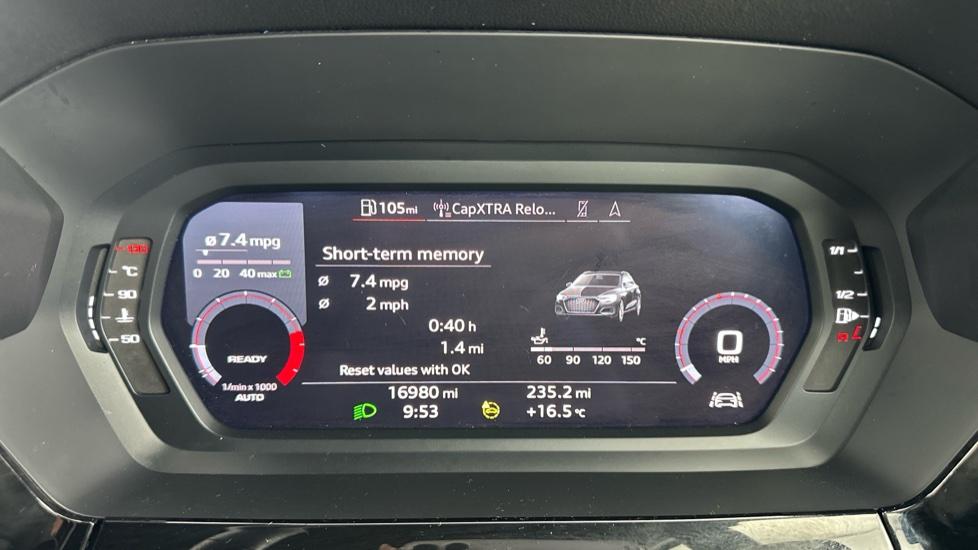 105mi CapXTRA Relo...
ø7.4 mpg
0 20 40 max
Short-term memory
ø 7.4 mpg
ø 2 mph
0:40 h
1.4 mi
Reset values with OK
°C
60 90 120 150
16980 mi 235.2 mi
9:53 +16.5 °C
READY
1/min x 1000
AUTO
0
MPH
°C
90
50
1/1
1/2